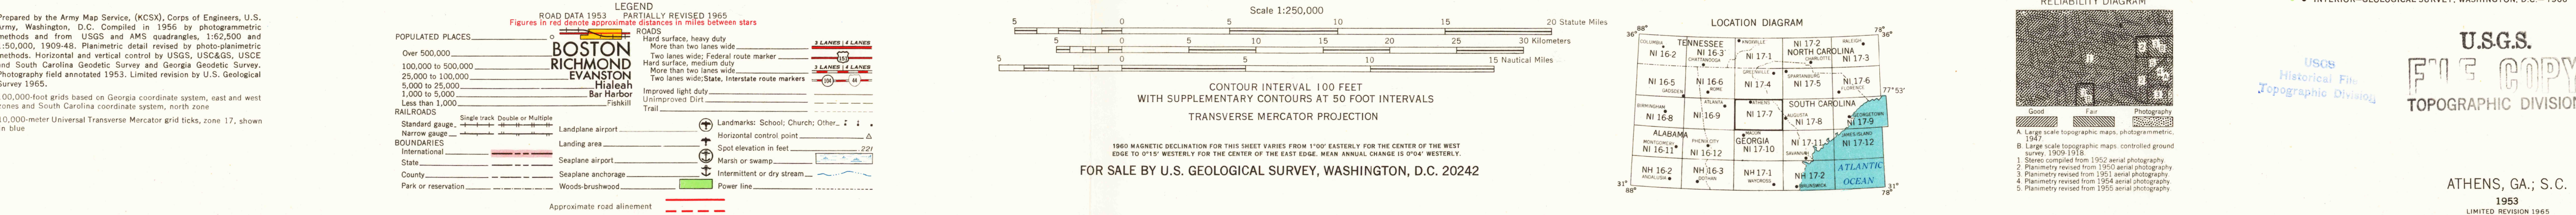 Prepared by the Army Map Service, (KCSX), Corps of Engineers, U.S.
Army, Washington, D.C. Compiled in 1956 by photogrammetric
methods and from USGS and AMS quadrangles, 1:62,500 and
1:50,000, 1909-48. Planimetric detail revised by photo-planimetric
methods. Horizontal and vertical control by USGS, USC&GS, USCE
and South Carolina Geodetic Survey and Georgia Geodetic Survey.
Photography field annotated 1953. Limited revision by U.S. Geological
Survey 1965.
100,000-foot grids based on Georgia coordinate system, east and west
zones and South Carolina coordinate system, north zone
10,000-meter Universal Transverse Mercator grid ticks, zone 17, shown
in blue
LEGEND
ROAD DATA 1953 PARTIALLY REVISED 1965
Figures in red denote approximate distances in miles between stars
POPULATED PLACES
Over 500,000 BOSTON
100,000 to 500,000 RICHMOND
25,000 to 100,000 EVANSTON
5,000 to 25,000 Hialeah
1,000 to 5,000 Bar Harbor
Less than 1,000 Fishkill
RAILROADS
Single track Double or Multiple
Standard gauge
Narrow gauge
BOUNDARIES
International
State
County
Park or reservation
Landplane airport
Landing area
Seaplane airport
Seaplane anchorage
Woods-brushwood
ROADS
Hard surface, heavy duty
More than two lanes wide 3 LANES 4 LANES
Two lanes wide; Federal route marker
Hard surface, medium duty
More than two lanes wide 3 LANES 4 LANES
Two lanes wide; State, Interstate route markers
Improved light duty
Unimproved Dirt
Trail
Landmarks: School; Church; Other
Horizontal control point
Spot elevation in feet 221
Marsh or swamp
Intermittent or dry stream
Power line
Approximate road alinement
Scale 1:250,000
5 0 5 10 15 20 Statute Miles
5 0 5 10 15 20 25 30 Kilometers
5 0 5 10 15 Nautical Miles
CONTOUR INTERVAL 100 FEET
WITH SUPPLEMENTARY CONTOURS AT 50 FOOT INTERVALS
TRANSVERSE MERCATOR PROJECTION
1960 MAGNETIC DECLINATION FOR THIS SHEET VARIES FROM 1°00' EASTERLY FOR THE CENTER OF THE WEST
EDGE TO 0°15' WESTERLY FOR THE CENTER OF THE EAST EDGE. MEAN ANNUAL CHANGE IS 0°04' WESTERLY.
FOR SALE BY U.S. GEOLOGICAL SURVEY, WASHINGTON, D.C. 20242
LOCATION DIAGRAM
88° 78°
36° 36°
COLUMBIA TENNESSEE KNOXVILLE NI 17-2 RALEIGH
NI 16-2 NI 16-3 NI 17-1 NORTH CAROLINA
CHATTANOOGA CHARLOTTE NI 17-3
GREENVILLE SPARTANBURG
NI 16-5 NI 16-6 NI 17-4 NI 17-5 NI 17-6
GADSDEN ROME FLORENCE
77°53'
BIRMINGHAM ATLANTA ATHENS SOUTH CAROLINA
NI 16-8 NI 16-9 NI 17-7 AUGUSTA NI 17-8 GEORGETOWN NI 17-9
ALABAMA MACON JAMES ISLAND
MONTGOMERY PHENIX CITY GEORGIA NI 17-11 NI 17-12
NI 16-11 NI 16-12 NI 17-10 SAVANNAH
NH 16-2 NH 16-3 NH 17-1 NH 17-2 ATLANTIC
ANDALUSIA DOTHAN WAYCROSS BRUNSWICK OCEAN
31° 31°
88° 78°
RELIABILITY DIAGRAM
Good Fair Photography
A. Large scale topographic maps, photogrammetric,
1947.
B. Large scale topographic maps, controlled ground
survey, 1909-1918.
1. Stereo compiled from 1952 aerial photography.
2. Planimetry revised from 1950 aerial photography.
3. Planimetry revised from 1951 aerial photography.
4. Planimetry revised from 1954 aerial photography.
5. Planimetry revised from 1955 aerial photography
INTERIOR—GEOLOGICAL SURVEY, WASHINGTON, D.C.
USGS
Historical File
Topographic Division
U.S.G.S.
FILE COPY
TOPOGRAPHIC DIVISION
ATHENS, GA.; S.C.
1953
LIMITED REVISION 1965